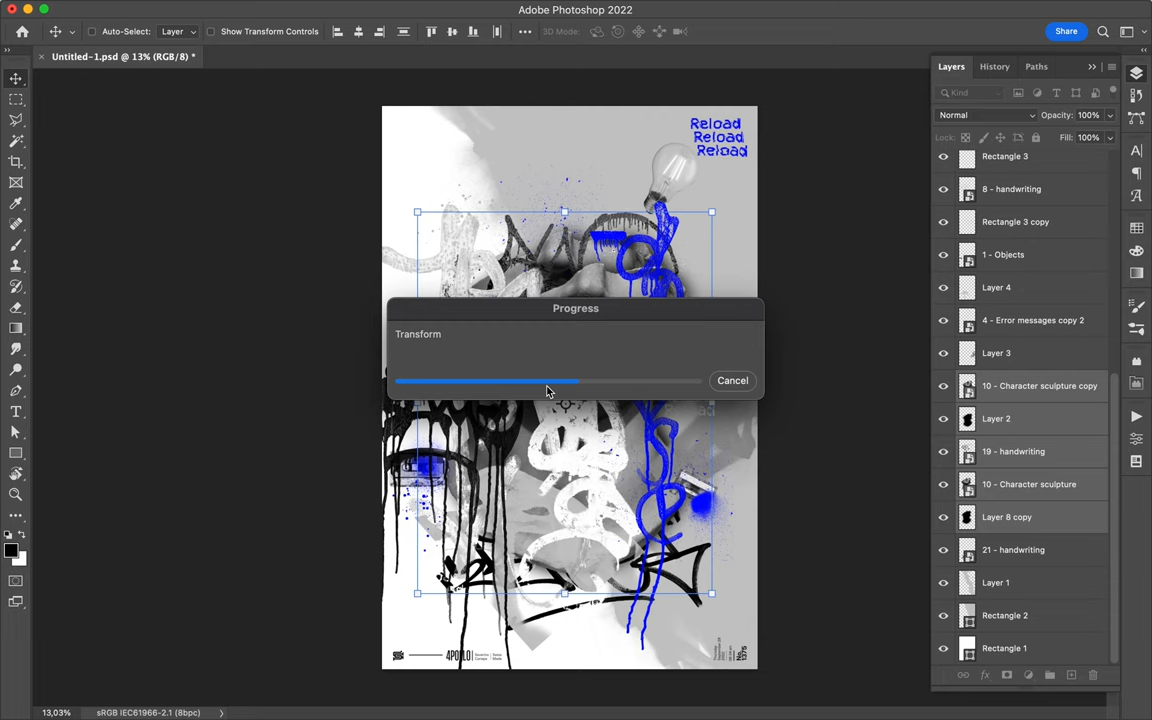 Adobe Photoshop 2022
Auto-Select:
Layer
Show Transform Controls
3D Mode:
Share
Untitled-1.psd @ 13% (RGB/8) *
Layers
History
Paths
Kind
Normal
Opacity: 100%
Lock:
Fill: 100%
Rectangle 3
8 - handwriting
Rectangle 3 copy
1 - Objects
Layer 4
4 - Error messages copy 2
Layer 3
10 - Character sculpture copy
Layer 2
19 - handwriting
10 - Character sculpture
Layer 8 copy
21 - handwriting
Layer 1
Rectangle 2
Rectangle 1
Reload
Reload
Reload
Progress
Transform
Cancel
No. 1375
13,03%
sRGB IEC61966-2.1 (8bpc)